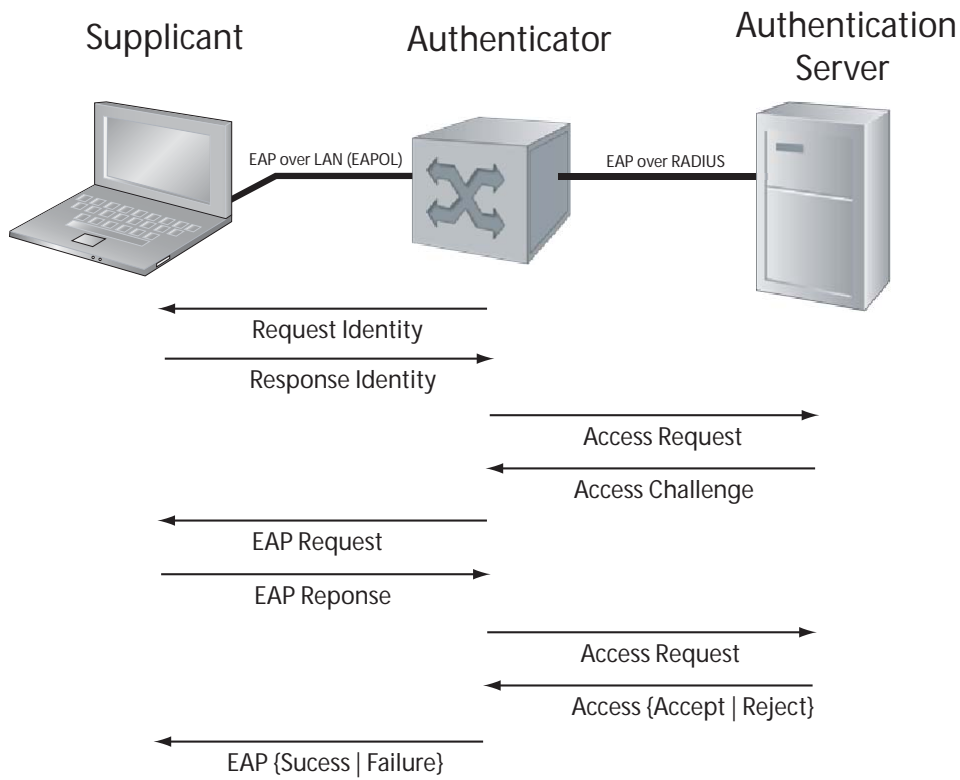 Supplicant
Authenticator
Authentication
Server
EAP over LAN (EAPOL)
EAP over RADIUS
Request Identity
Response Identity
Access Request
Access Challenge
EAP Request
EAP Reponse
Access Request
Access {Accept | Reject}
EAP {Sucess | Failure}